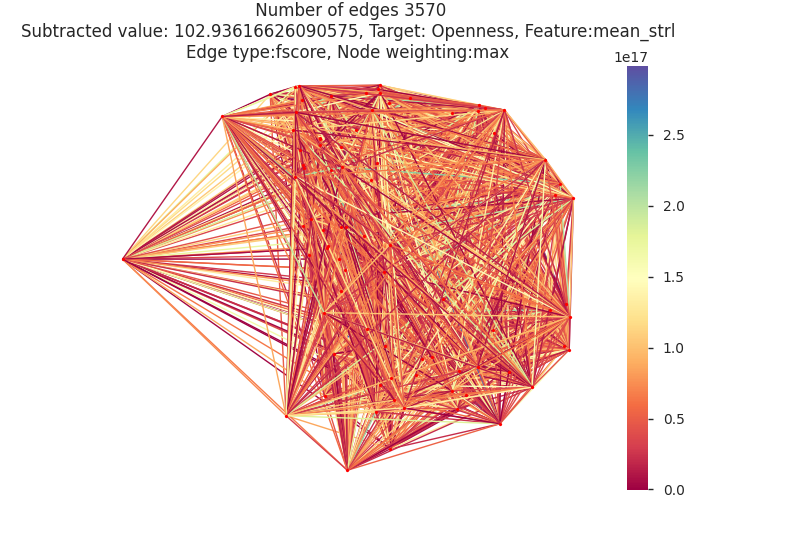 Number of edges 3570
Subtracted value: 102.93616626090575, Target: Openness, Feature:mean_strl
Edge type:fscore, Node weighting:max
1e17
2.5
2.0
1.5
1.0
0.5
0.0